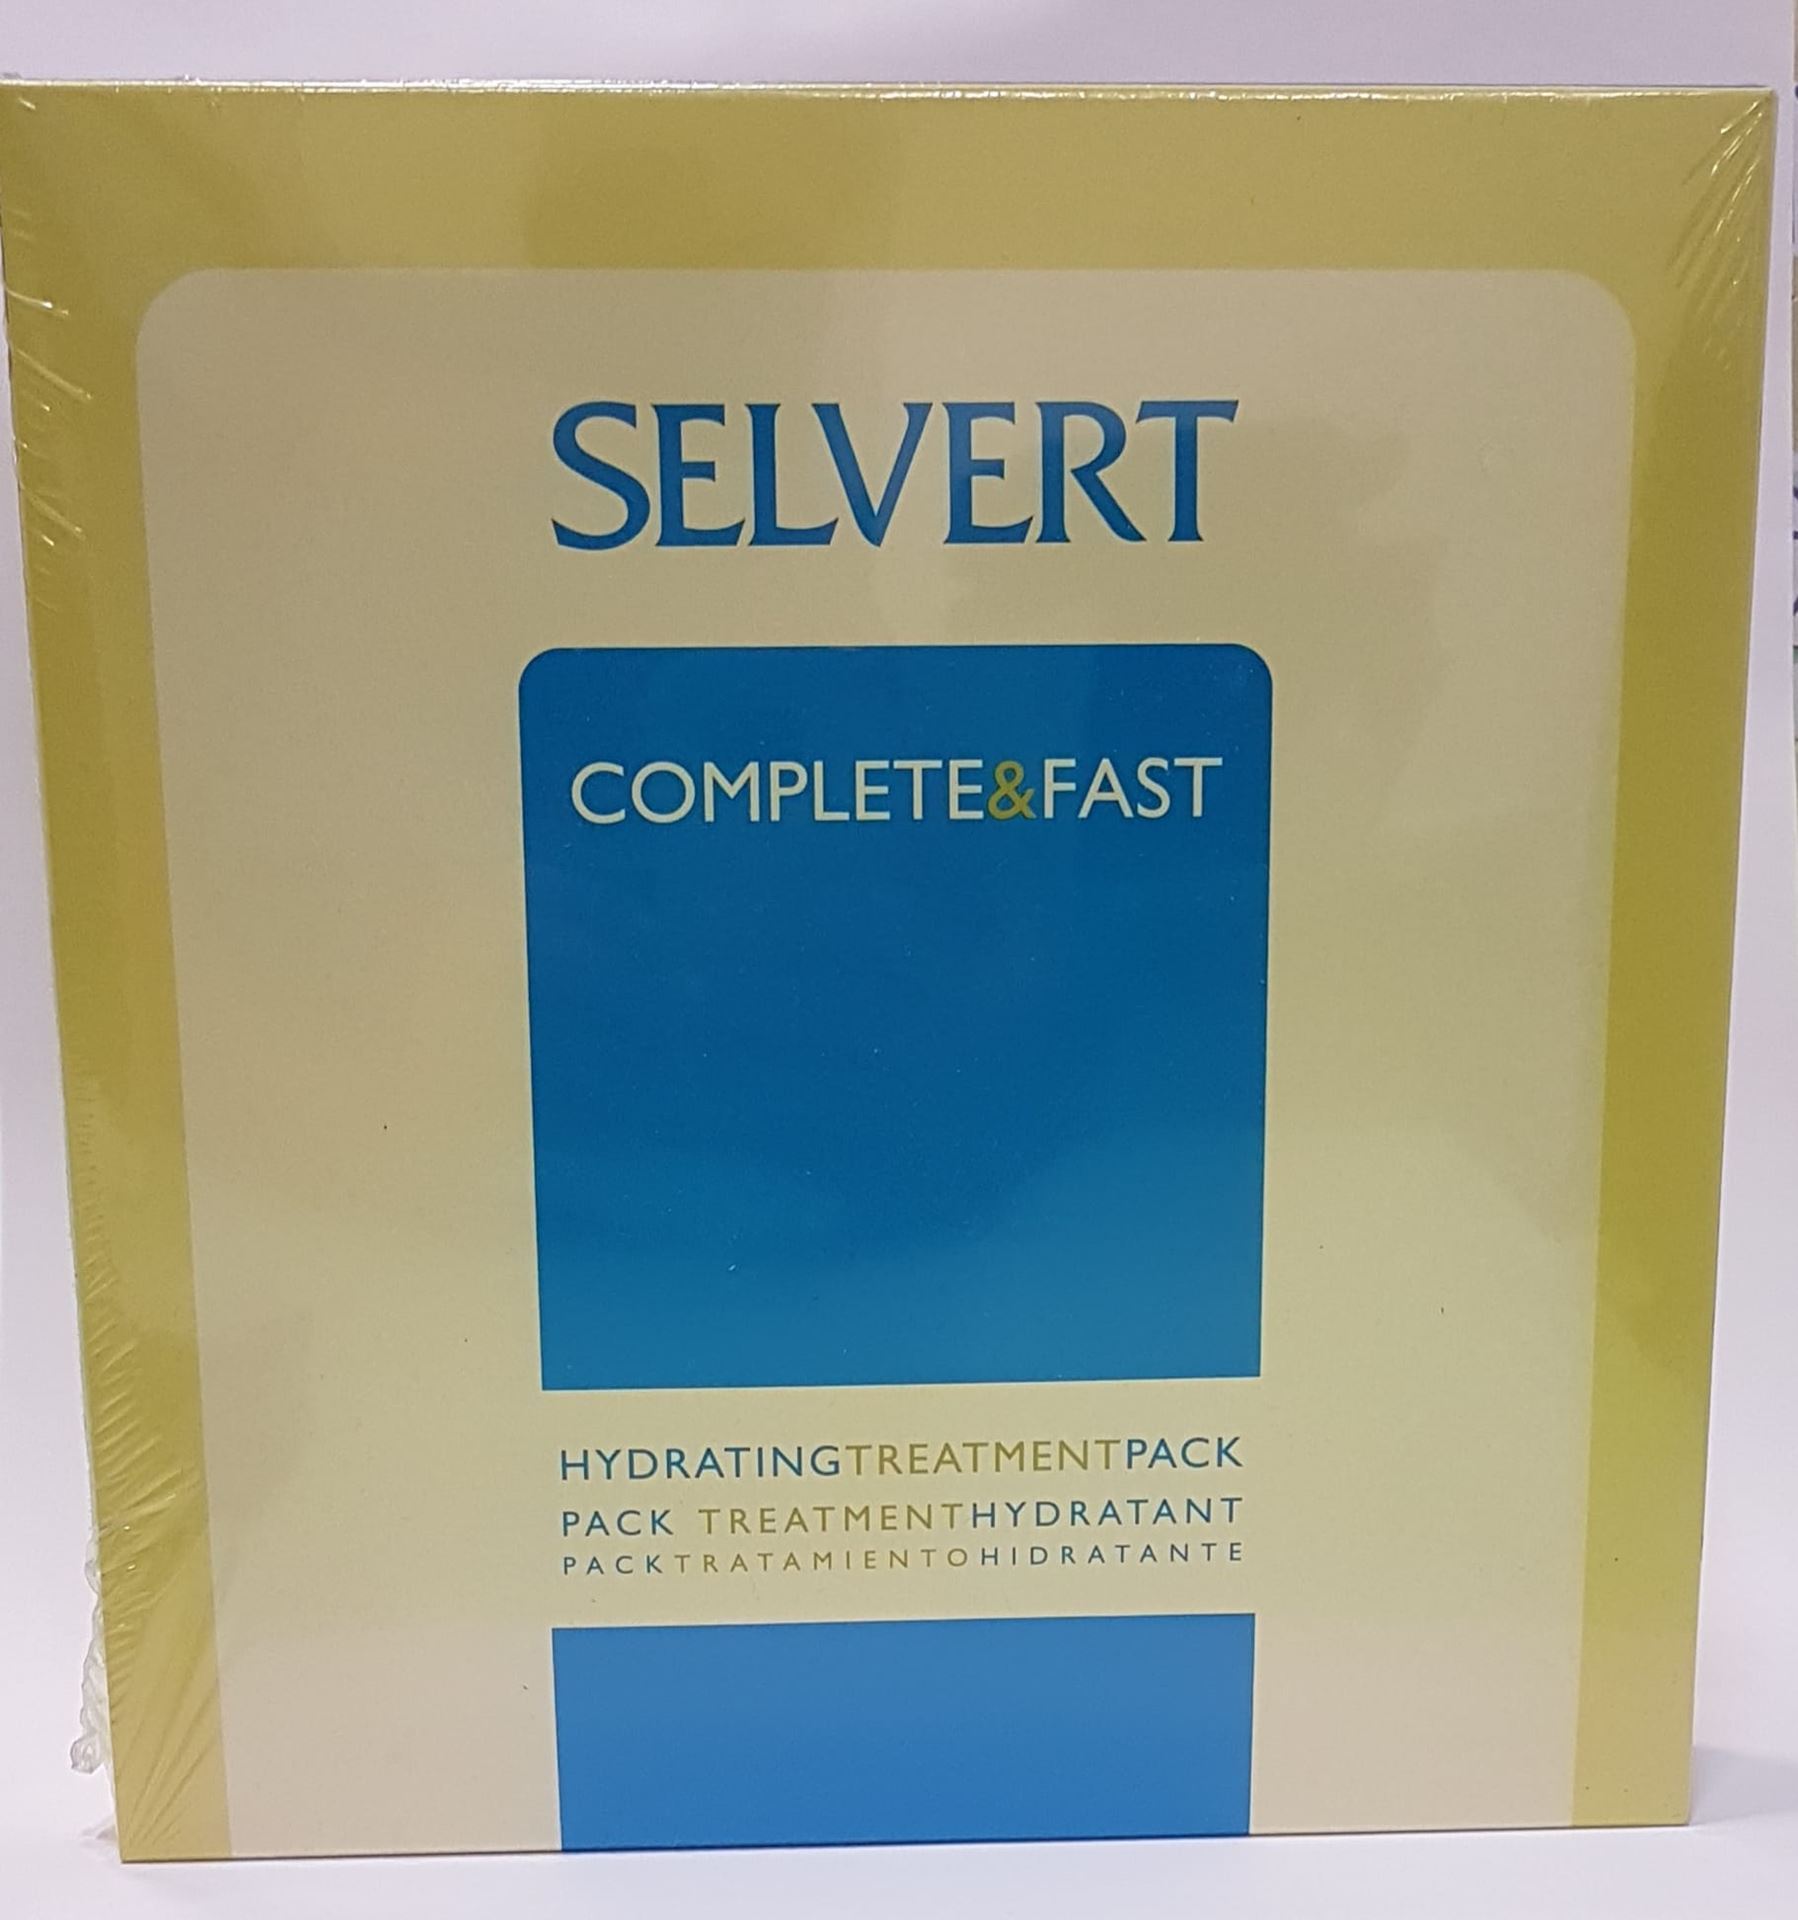 SELVERT
COMPLETE&FAST
HYDRATINGTREATMENTPACK
PACK TREATMENTHYDRATANT
PACKTRATAMIENTOHIDRATANTE